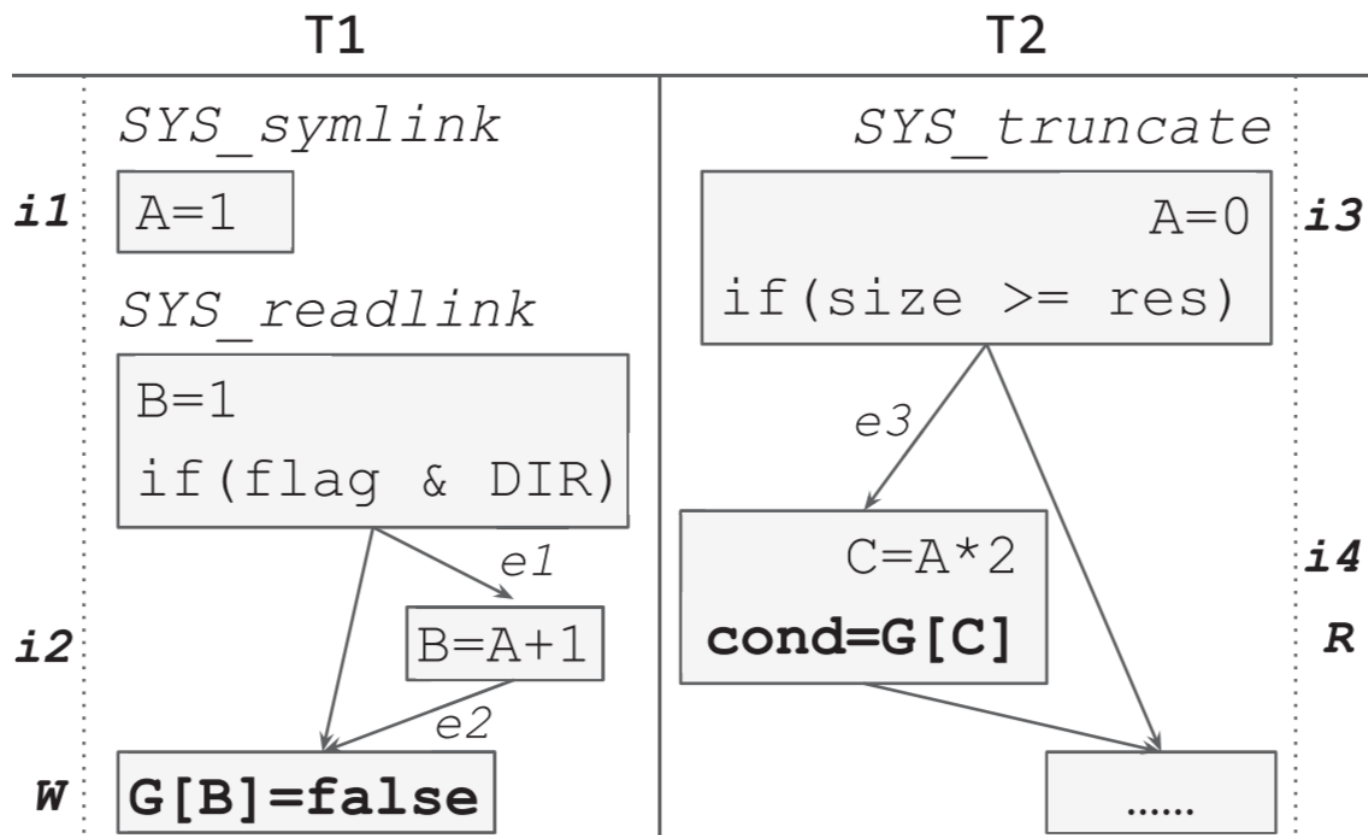 T1 T2
SYS_symlink
i1 A=1
SYS_readlink
B=1
if(flag & DIR)
e1
i2 B=A+1
e2
W G[B]=false
SYS_truncate
A=0 i3
if(size >= res)
e3
C=A*2 i4
cond=G[C] R
......